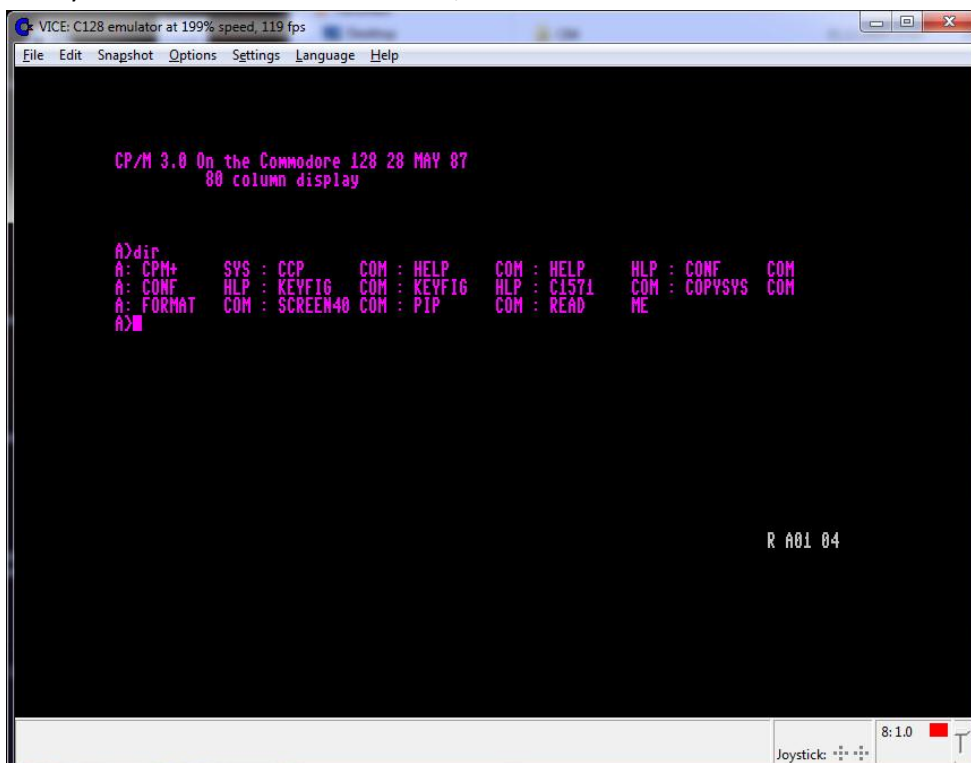 VICE: C128 emulator at 199% speed, 119 fps
File Edit Snapshot Options Settings Language Help
CP/M 3.0 On the Commodore 128 28 MAY 87
80 column display
A>dir
A: CPM+ SYS : CCP COM : HELP COM : HELP HLP : CONF COM
A: CONF HLP : KEYFIG COM : KEYFIG HLP : C1571 COM : COPYSYS COM
A: FORMAT COM : SCREEN40 COM : PIP COM : READ ME
A>
R A01 04
8: 1.0
Joystick: